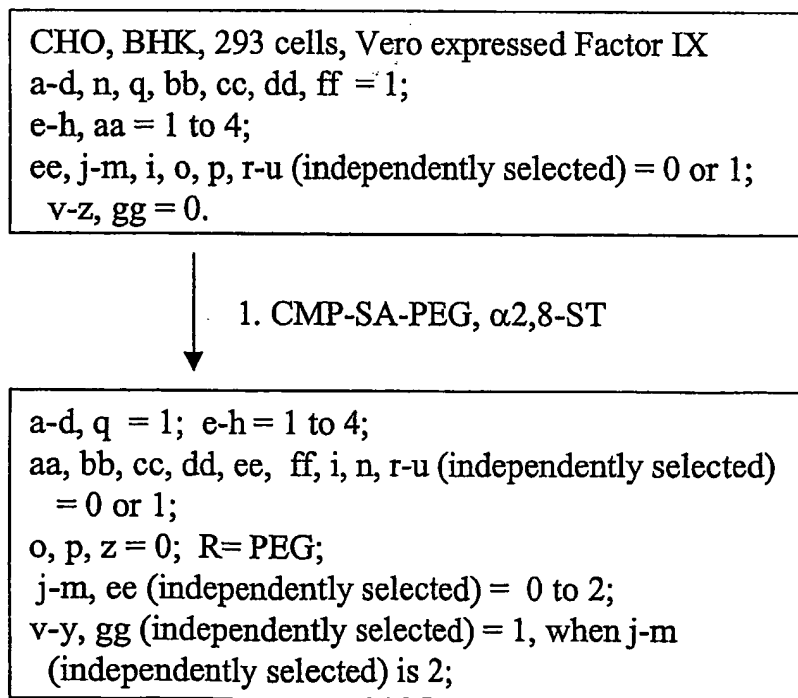 CHO, BHK, 293 cells, Vero expressed Factor IX
a-d, n, q, bb, cc, dd, ff = 1;
e-h, aa = 1 to 4;
ee, j-m, i, o, p, r-u (independently selected) = 0 or 1;
v-z, gg = 0.
1. CMP-SA-PEG, α2,8-ST
a-d, q = 1; e-h = 1 to 4;
aa, bb, cc, dd, ee, ff, i, n, r-u (independently selected)
= 0 or 1;
o, p, z = 0; R= PEG;
j-m, ee (independently selected) = 0 to 2;
v-y, gg (independently selected) = 1, when j-m
(independently selected) is 2;